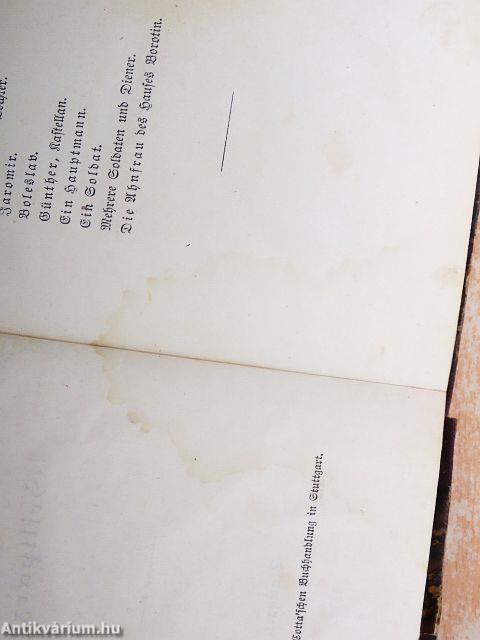 Jaromir.
Boleslav.
Günther, Kastellan.
Ein Hauptmann.
Ein Soldat.
Mehrere Soldaten und Diener.
Die Ahnfrau des Hauses Borotin.
Cotta'schen Buchhandlung in Stuttgart.
Antikvárium.hu